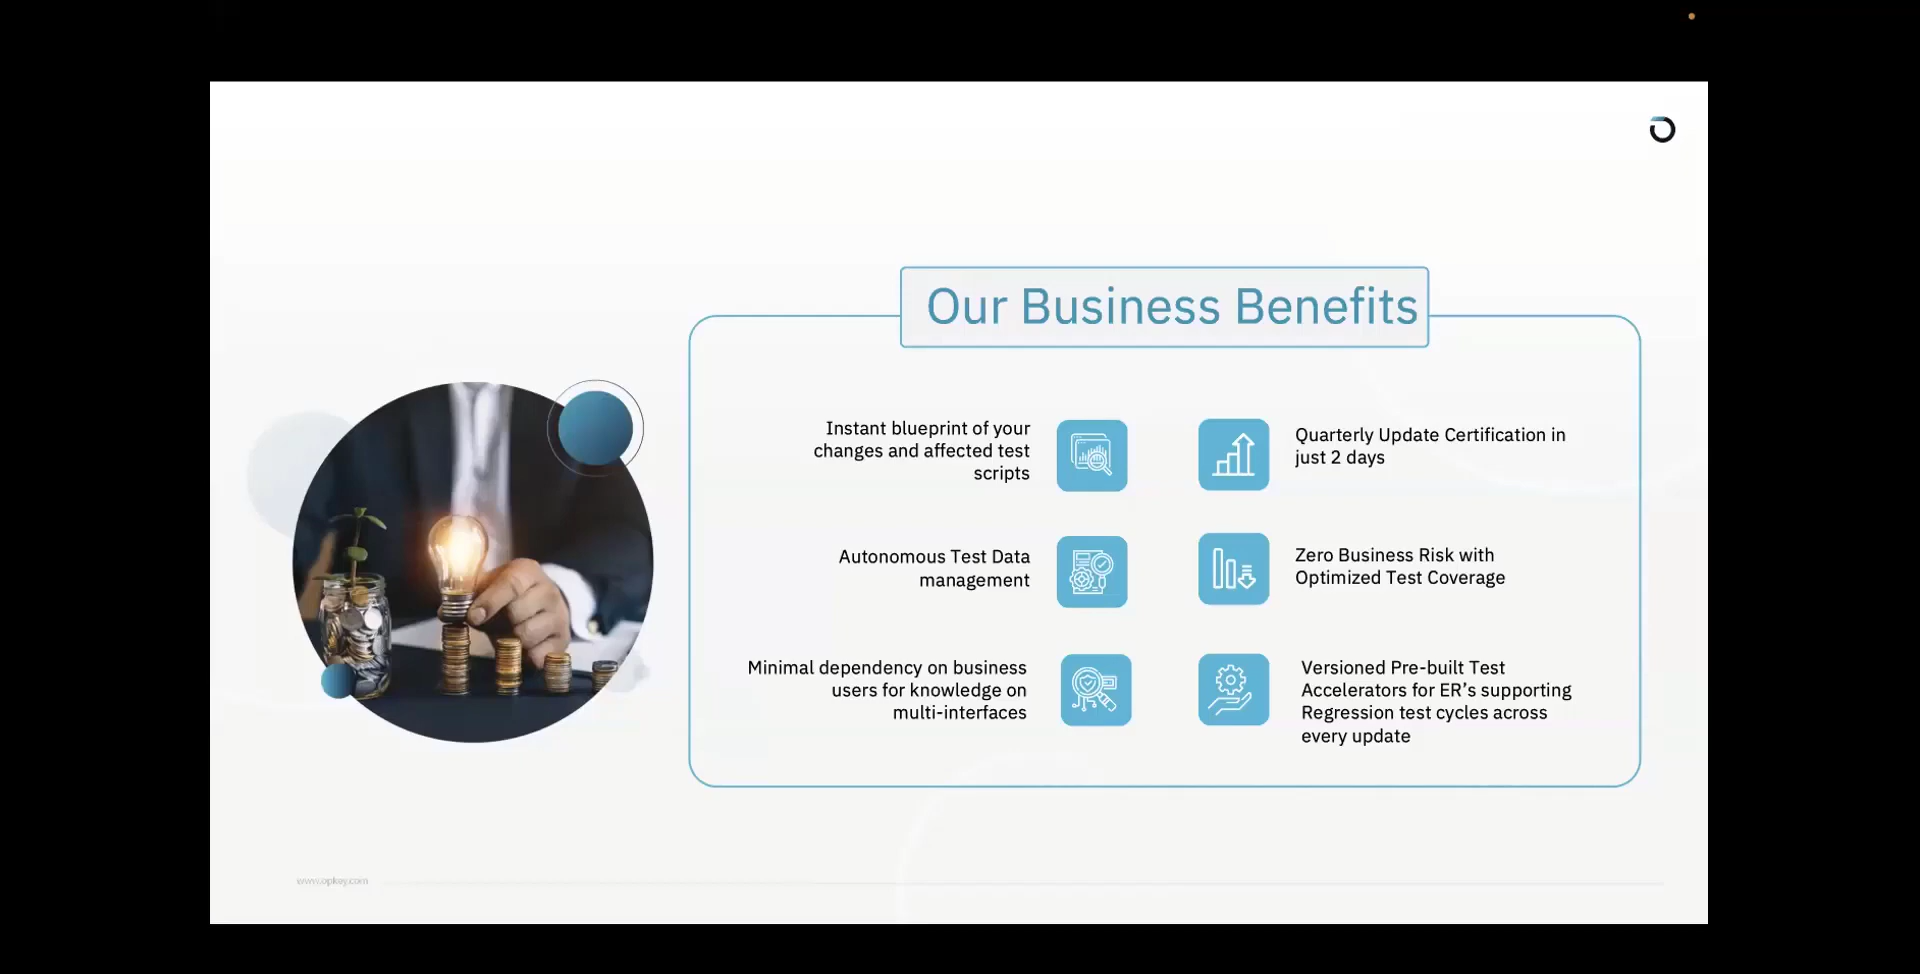 Our Business Benefits
Instant blueprint of your
changes and affected test
scripts
Quarterly Update Certification in
just 2 days
Autonomous Test Data
management
Zero Business Risk with
Optimized Test Coverage
Minimal dependency on business
users for knowledge on
multi-interfaces
Versioned Pre-built Test
Accelerators for ER’s supporting
Regression test cycles across
every update
www.opkey.com